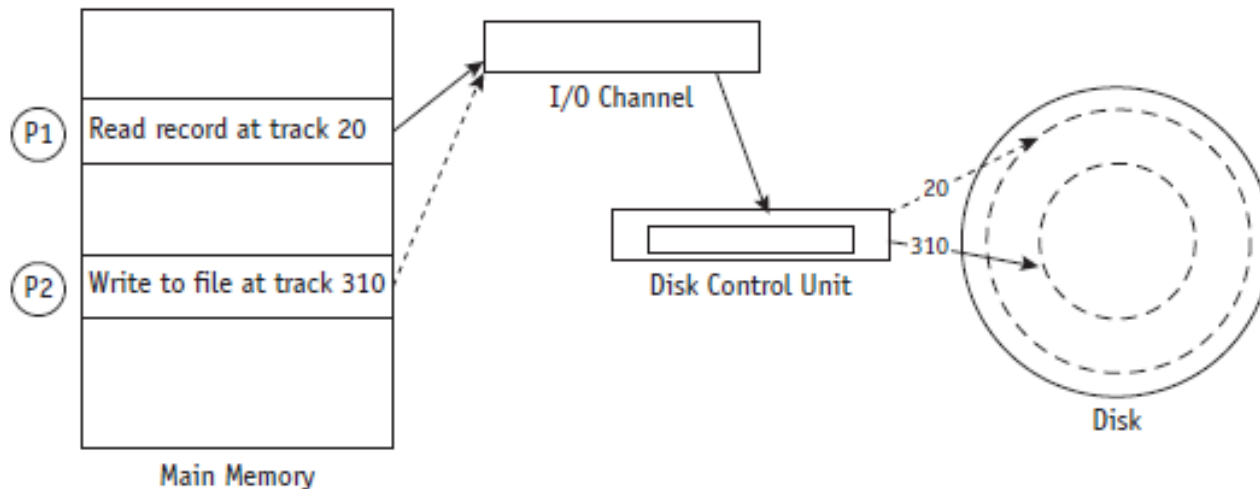 I/O Channel
P1
Read record at track 20
20
310
P2
Write to file at track 310
Disk Control Unit
Disk
Main Memory